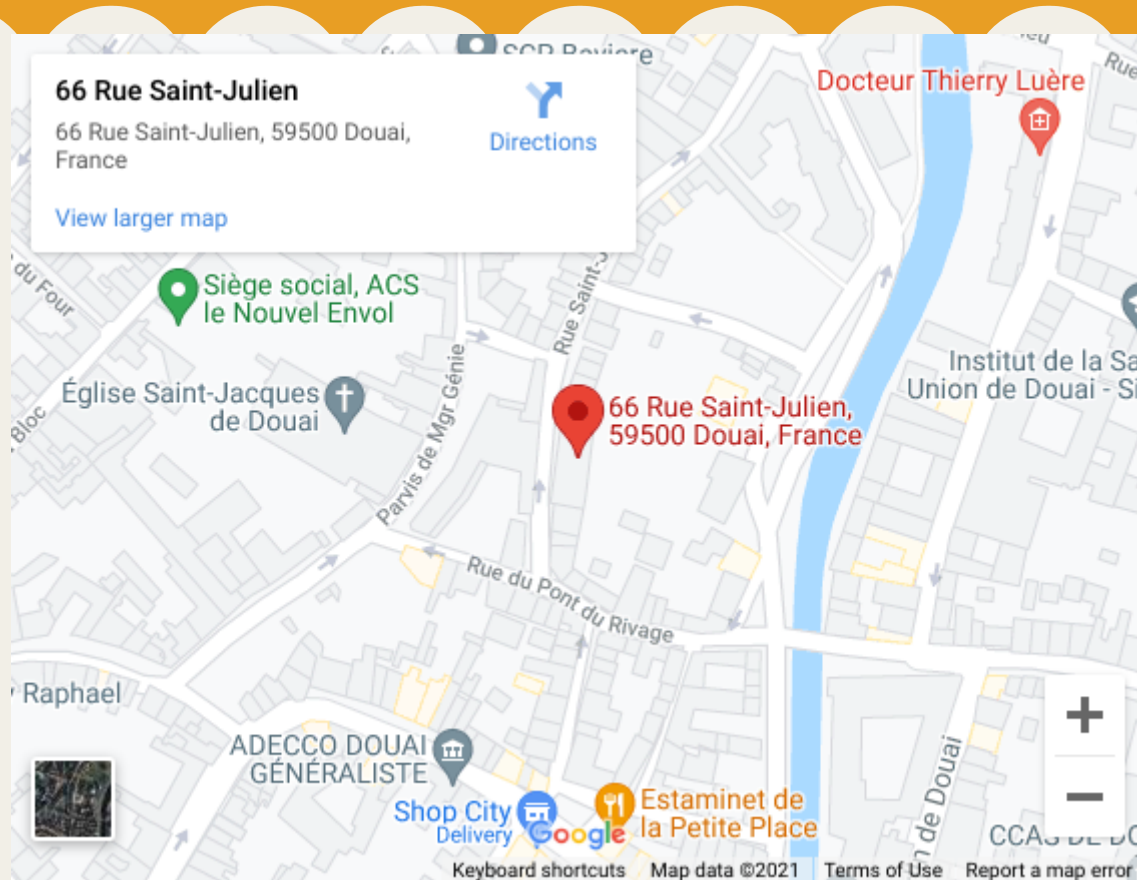 66 Rue Saint-Julien
66 Rue Saint-Julien, 59500 Douai,
France
Directions
View larger map
Docteur Thierry Luère
Rue
du Four
Siège social, ACS
le Nouvel Envol
Rue Saint-J
Église Saint-Jacques
de Douai
Bloc
Parvis de Mgr Génie
Institut de la Sa
Union de Douai - Si
66 Rue Saint-Julien,
59500 Douai, France
Rue du Pont du Rivage
Raphael
ADECCO DOUAI
GÉNÉRALISTE
Shop City
Delivery
Google
Estaminet de
la Petite Place
de Douai
CCAS DE DO
Keyboard shortcuts Map data ©2021 Terms of Use Report a map error